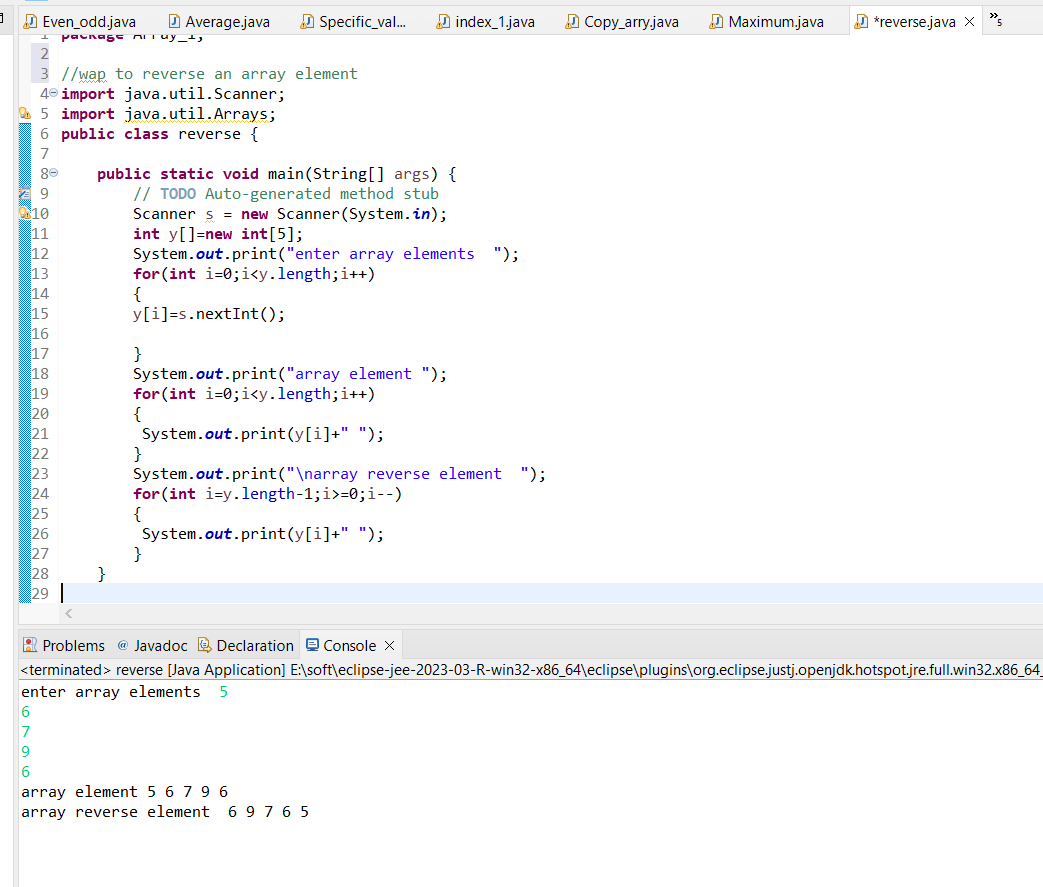 Even_odd.java Average.java Specific_val... index_1.java Copy_arry.java Maximum.java *reverse.java »5
1 package Array_1;
2
3 //wap to reverse an array element
4 import java.util.Scanner;
5 import java.util.Arrays;
6 public class reverse {
7
8 public static void main(String[] args) {
9 // TODO Auto-generated method stub
10 Scanner s = new Scanner(System.in);
11 int y[]=new int[5];
12 System.out.print("enter array elements  ");
13 for(int i=0;i<y.length;i++)
14 {
15 y[i]=s.nextInt();
16
17 }
18 System.out.print("array element ");
19 for(int i=0;i<y.length;i++)
20 {
21 System.out.print(y[i]+" ");
22 }
23 System.out.print("\narray reverse element  ");
24 for(int i=y.length-1;i>=0;i--)
25 {
26 System.out.print(y[i]+" ");
27 }
28 }
29
Problems @ Javadoc Declaration Console
<terminated> reverse [Java Application] E:\soft\eclipse-jee-2023-03-R-win32-x86_64\eclipse\plugins\org.eclipse.justj.openjdk.hotspot.jre.full.win32.x86_64_
enter array elements  5
6
7
9
6
array element 5 6 7 9 6
array reverse element  6 9 7 6 5